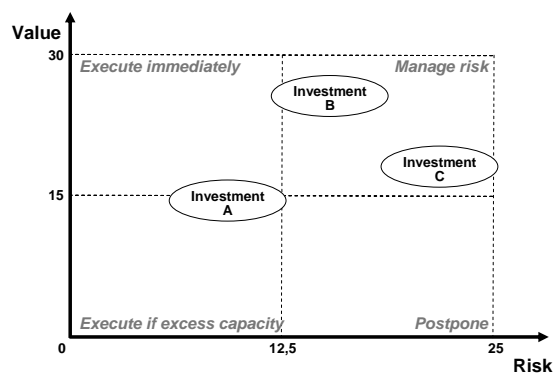 Value
30
Execute immediately
Manage risk
Investment
B
Investment
C
15
Investment
A
Execute if excess capacity
Postpone
0
12,5
25
Risk